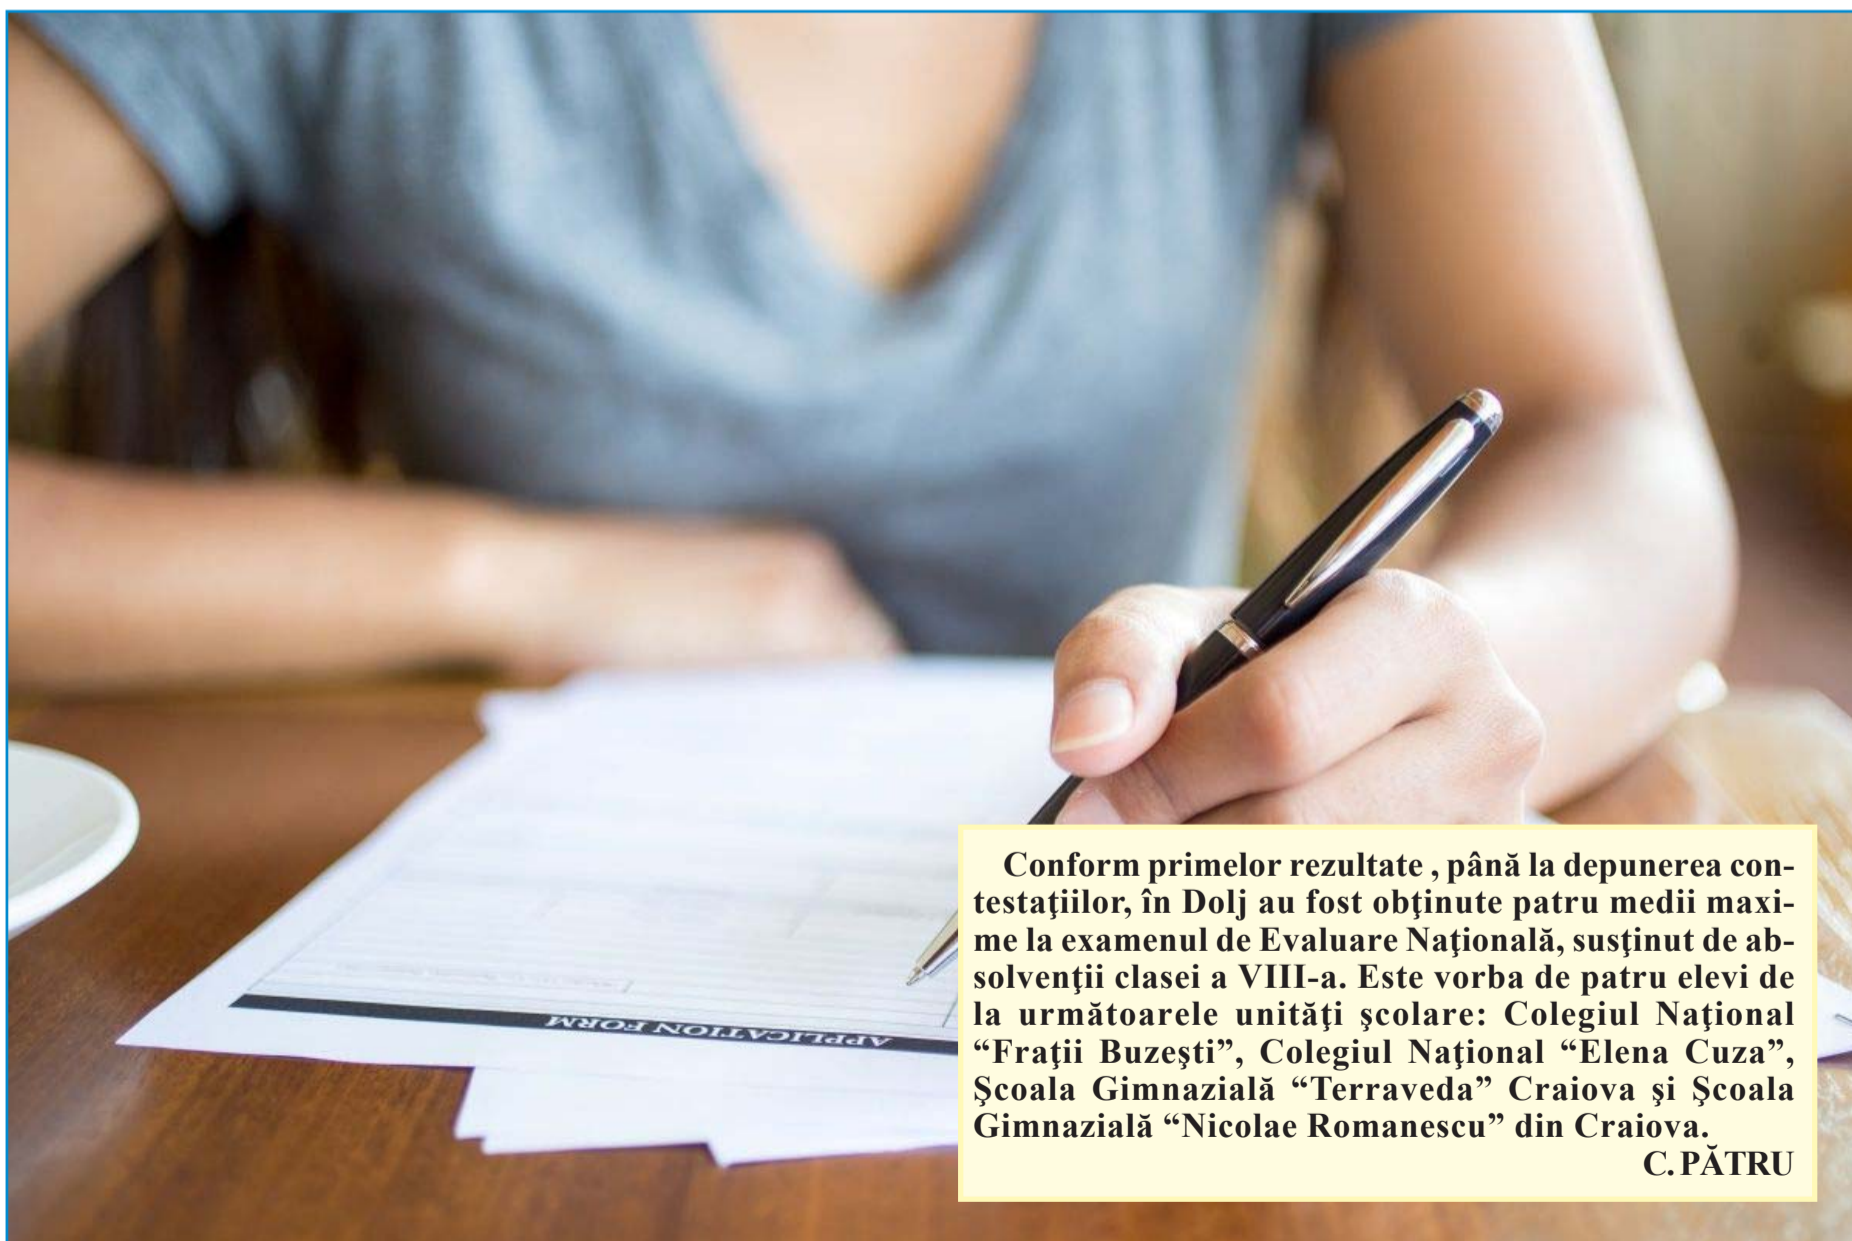 APPLICATION FORM
Conform primelor rezultate , până la depunerea con-
testaţiilor, în Dolj au fost obţinute patru medii maxi-
me la examenul de Evaluare Naţională, susţinut de ab-
solvenţii clasei a VIII-a. Este vorba de patru elevi de
la următoarele unităţi şcolare: Colegiul Naţional
“Fraţii Buzeşti”, Colegiul Naţional “Elena Cuza”,
Şcoala Gimnazială “Terraveda” Craiova şi Şcoala
Gimnazială “Nicolae Romanescu” din Craiova.
C. PĂTRU